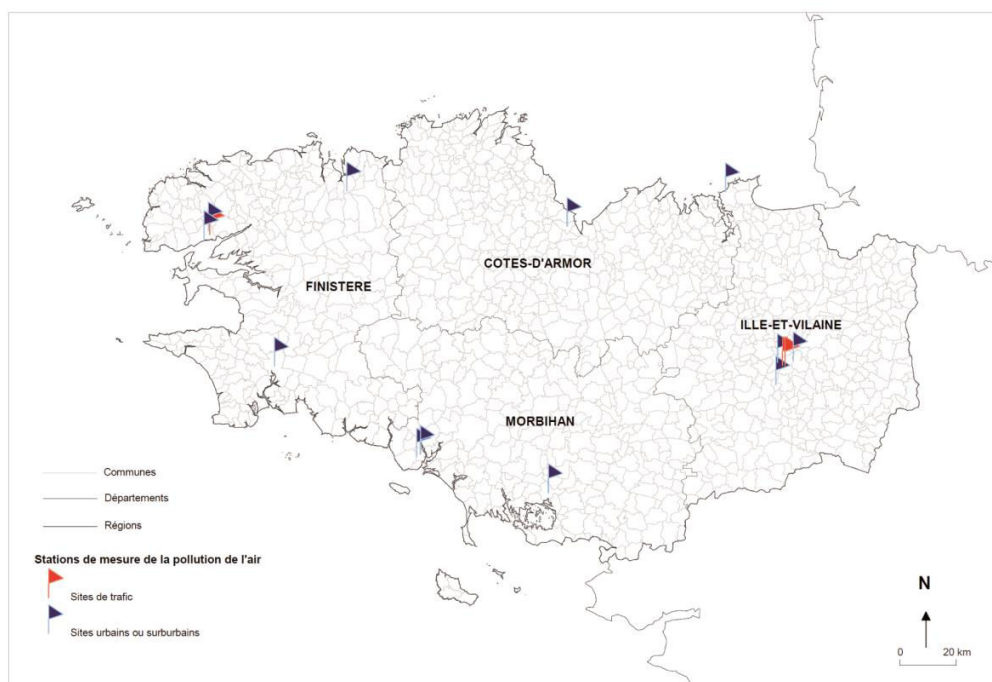 COTES-D'ARMOR
FINISTERE
ILLE-ET-VILAINE
MORBIHAN
Communes
Départements
Régions
Stations de mesure de la pollution de l'air
Sites de trafic
Sites urbains ou surburbains
N
0 20 km